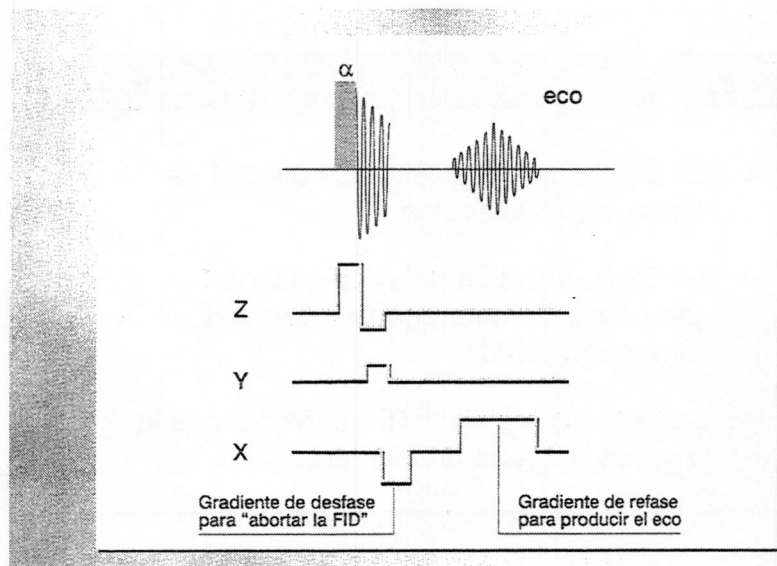 α
eco
Z
Y
X
Gradiente de desfase
para "abortar la FID"
Gradiente de refase
para producir el eco